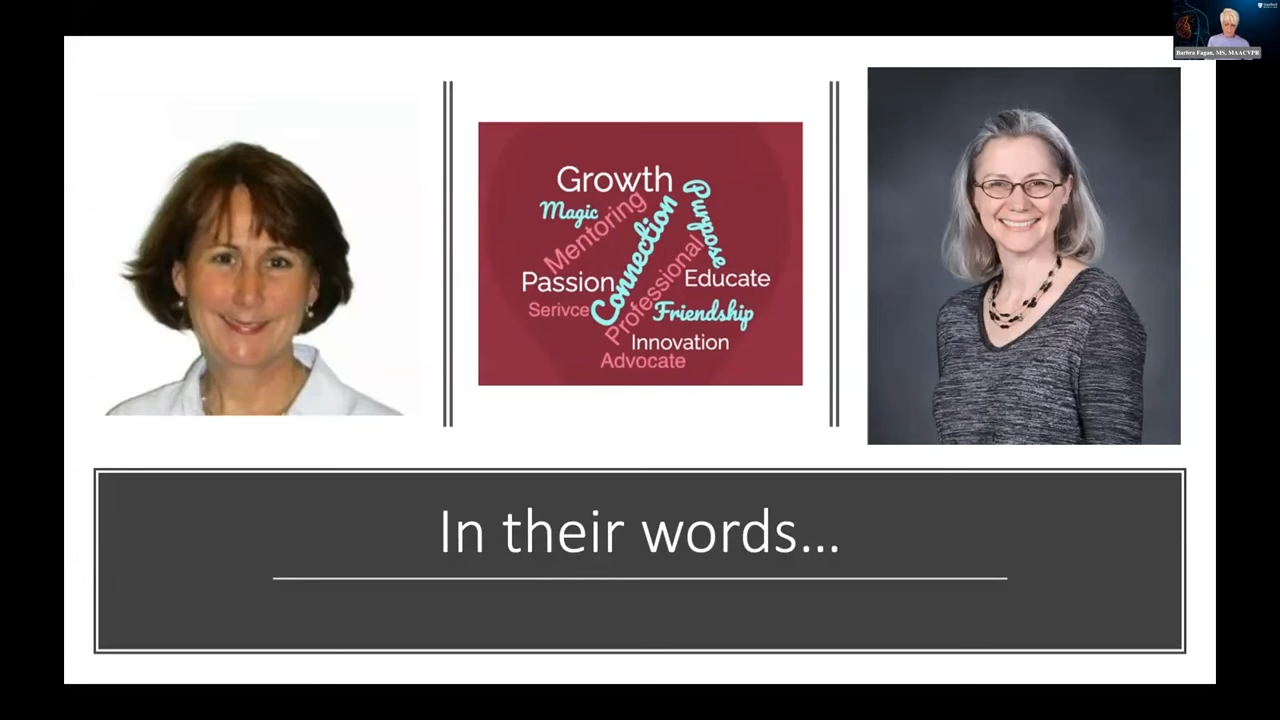 Barbra Fagan, MS, MAACVPR
Growth
Magic
Mentoring
Connection
Purpose
Passion
Professional
Educate
Serivce
Friendship
Innovation
Advocate
In their words...